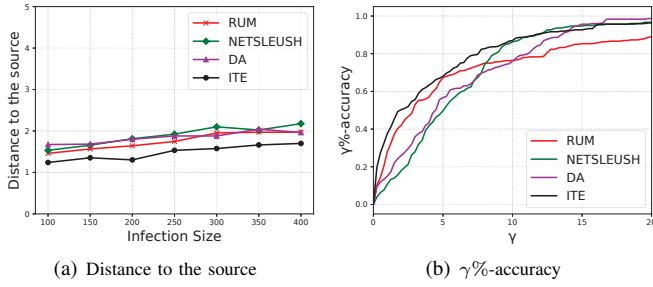 5
4
3
2
1
0
Distance to the source
RUM
NETSLEUSH
DA
ITE
100 150 200 250 300 350 400
Infection Size
(a) Distance to the source
1.0
0.8
0.6
0.4
0.2
0.0
γ%-accuracy
RUM
NETSLEUSH
DA
ITE
0 5 10 15 20
γ
(b) γ%-accuracy